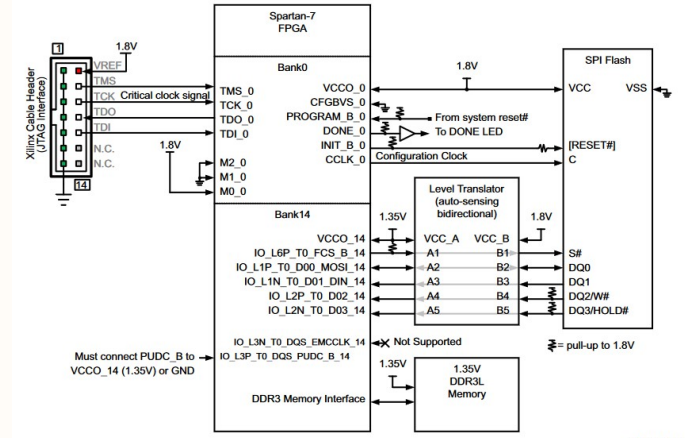 Spartan-7
FPGA
1
1.8V
Xilinx Cable Header
(JTAG Interface)
VREF
TMS
TCK
TDO
TDI
N.C.
N.C.
14
Critical clock signal
1.8V
Bank0
TMS_0
TCK_0
TDO_0
TDI_0
M2_0
M1_0
M0_0
VCCO_0
CFGBVS_0
PROGRAM_B_0
DONE_0
INIT_B_0
CCLK_0
1.8V
From system reset#
To DONE LED
Configuration Clock
SPI Flash
VCC
VSS
[RESET#]
C
S#
DQ0
DQ1
DQ2/W#
DQ3/HOLD#
Bank14
VCCO_14
IO_L6P_T0_FCS_B_14
IO_L1P_T0_D00_MOSI_14
IO_L1N_T0_D01_DIN_14
IO_L2P_T0_D02_14
IO_L2N_T0_D03_14
1.35V
Level Translator
(auto-sensing
bidirectional)
VCC_A VCC_B
A1 B1
A2 B2
A3 B3
A4 B4
A5 B5
1.8V
IO_L3N_T0_DQS_EMCCLK_14
Not Supported
= pull-up to 1.8V
Must connect PUDC_B to
VCCO_14 (1.35V) or GND
IO_L3P_T0_DQS_PUDC_B_14
DDR3 Memory Interface
1.35V
1.35V
DDR3L
Memory